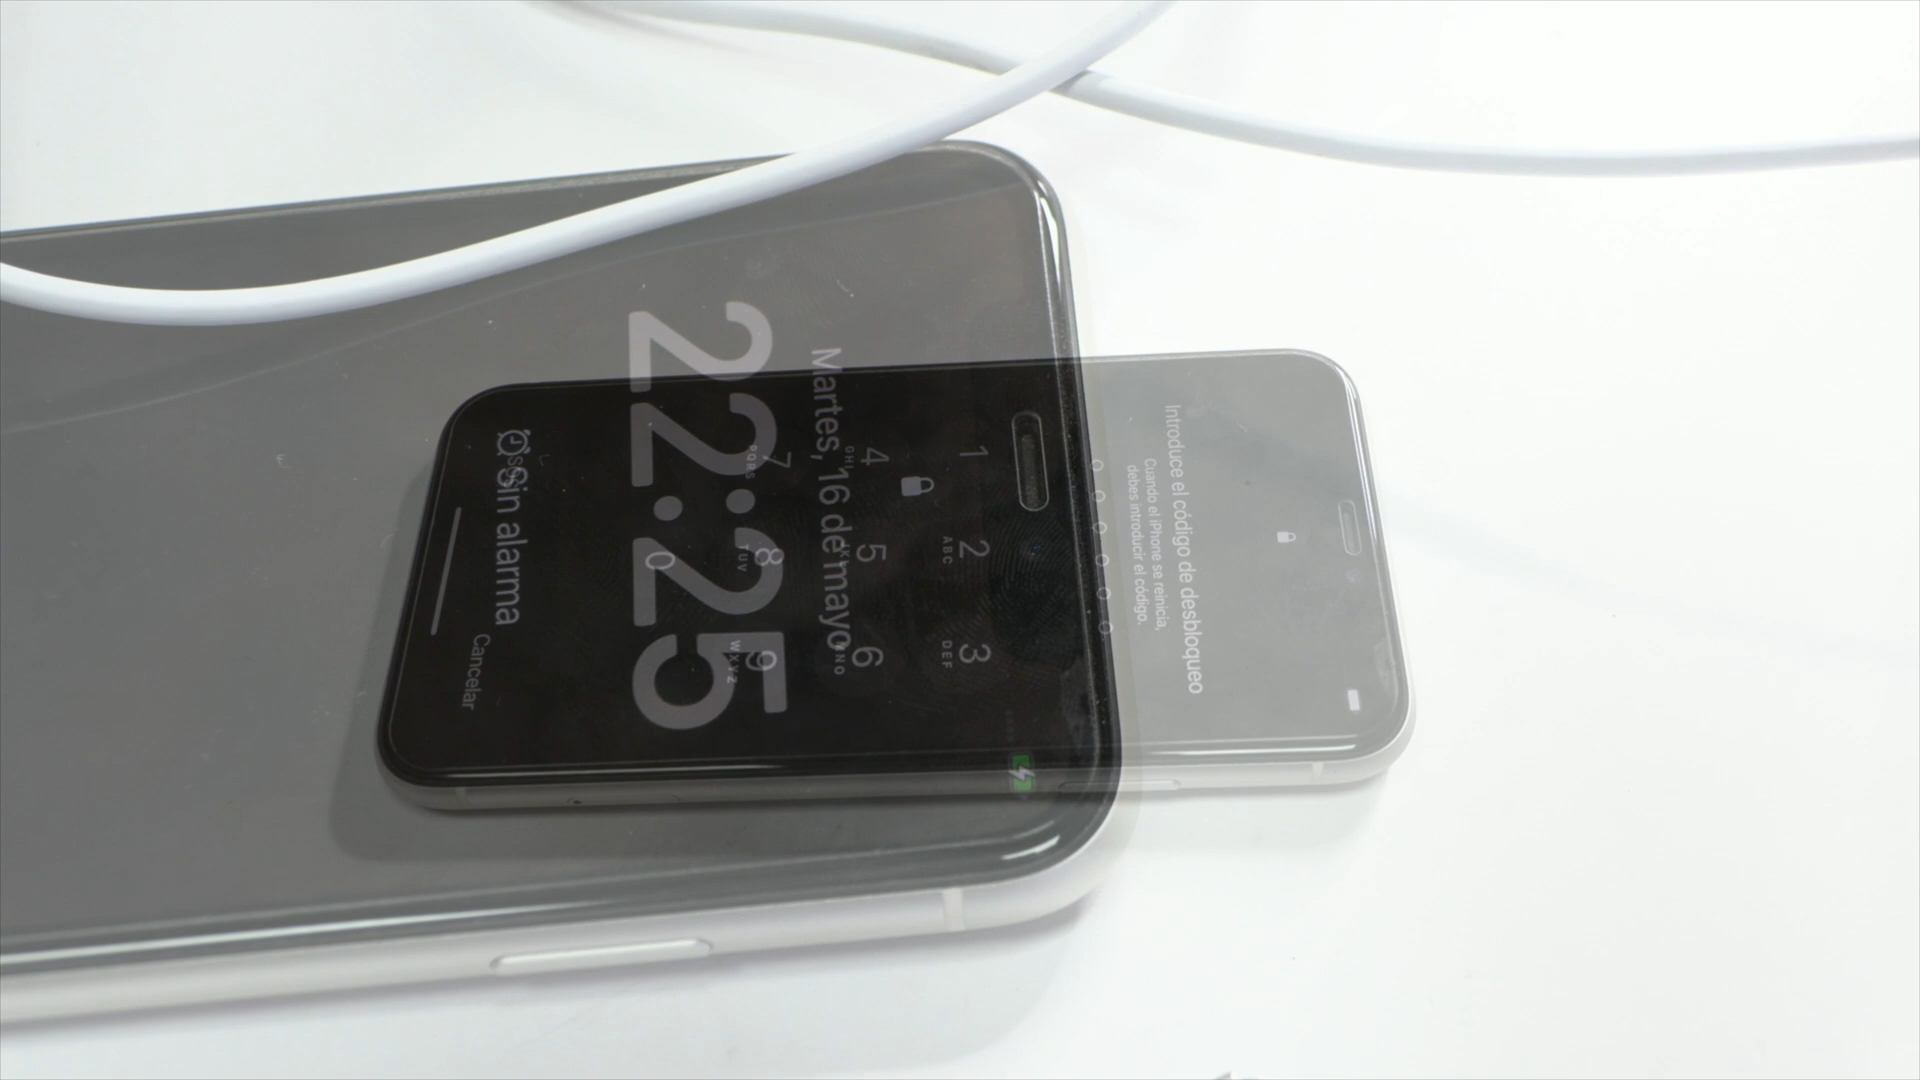 Martes, 16 de mayo
22:25
Sin alarma
Introduce el código de desbloqueo
Cuando el iPhone se reinicia,
debes introducir el código.
1
2
ABC
3
DEF
4
GHI
5
JKL
6
MNO
7
PQRS
8
TUV
9
WXYZ
0
SOS
Cancelar